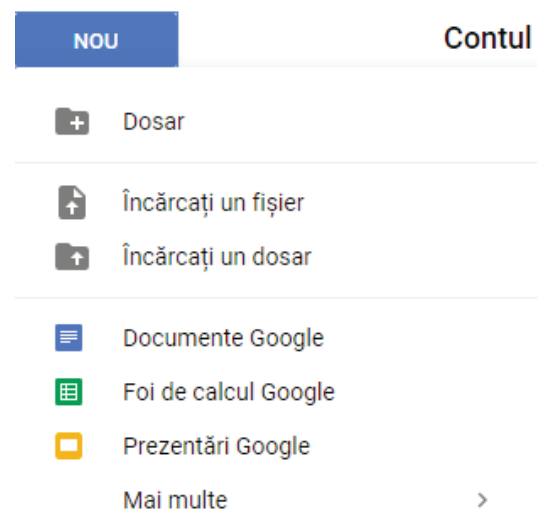 NOU Contul
Dosar
Încărcați un fișier
Încărcați un dosar
Documente Google
Foi de calcul Google
Prezentări Google
Mai multe